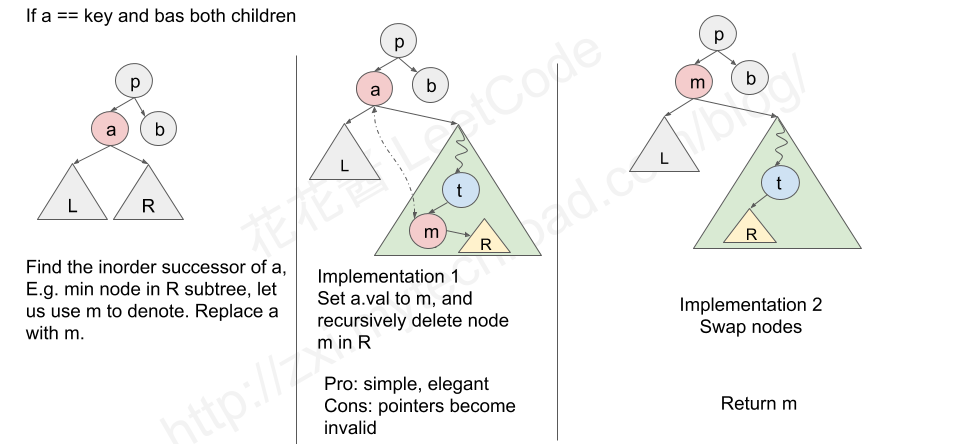 If a == key and bas both children
p
a
b
L
R
Find the inorder successor of a,
E.g. min node in R subtree, let
us use m to denote. Replace a
with m.
p
a
b
L
t
m
R
Implementation 1
Set a.val to m, and
recursively delete node
m in R
Pro: simple, elegant
Cons: pointers become
invalid
p
m
b
L
t
R
Implementation 2
Swap nodes
Return m
花花酱 LeetCode
http://zxi.mytechroad.com/blog/